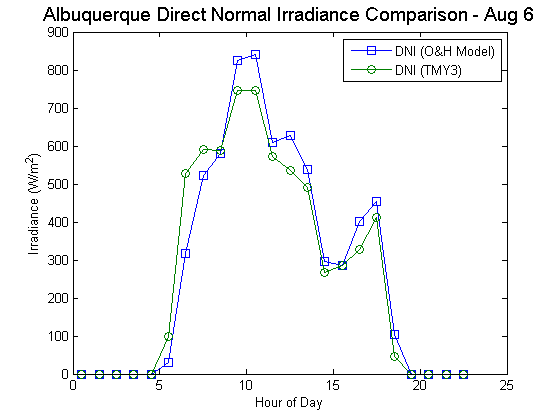 Albuquerque Direct Normal Irradiance Comparison - Aug 6
DNI (O&H Model)
DNI (TMY3)
Irradiance (W/m²)
900
800
700
600
500
400
300
200
100
0
0 5 10 15 20 25
Hour of Day